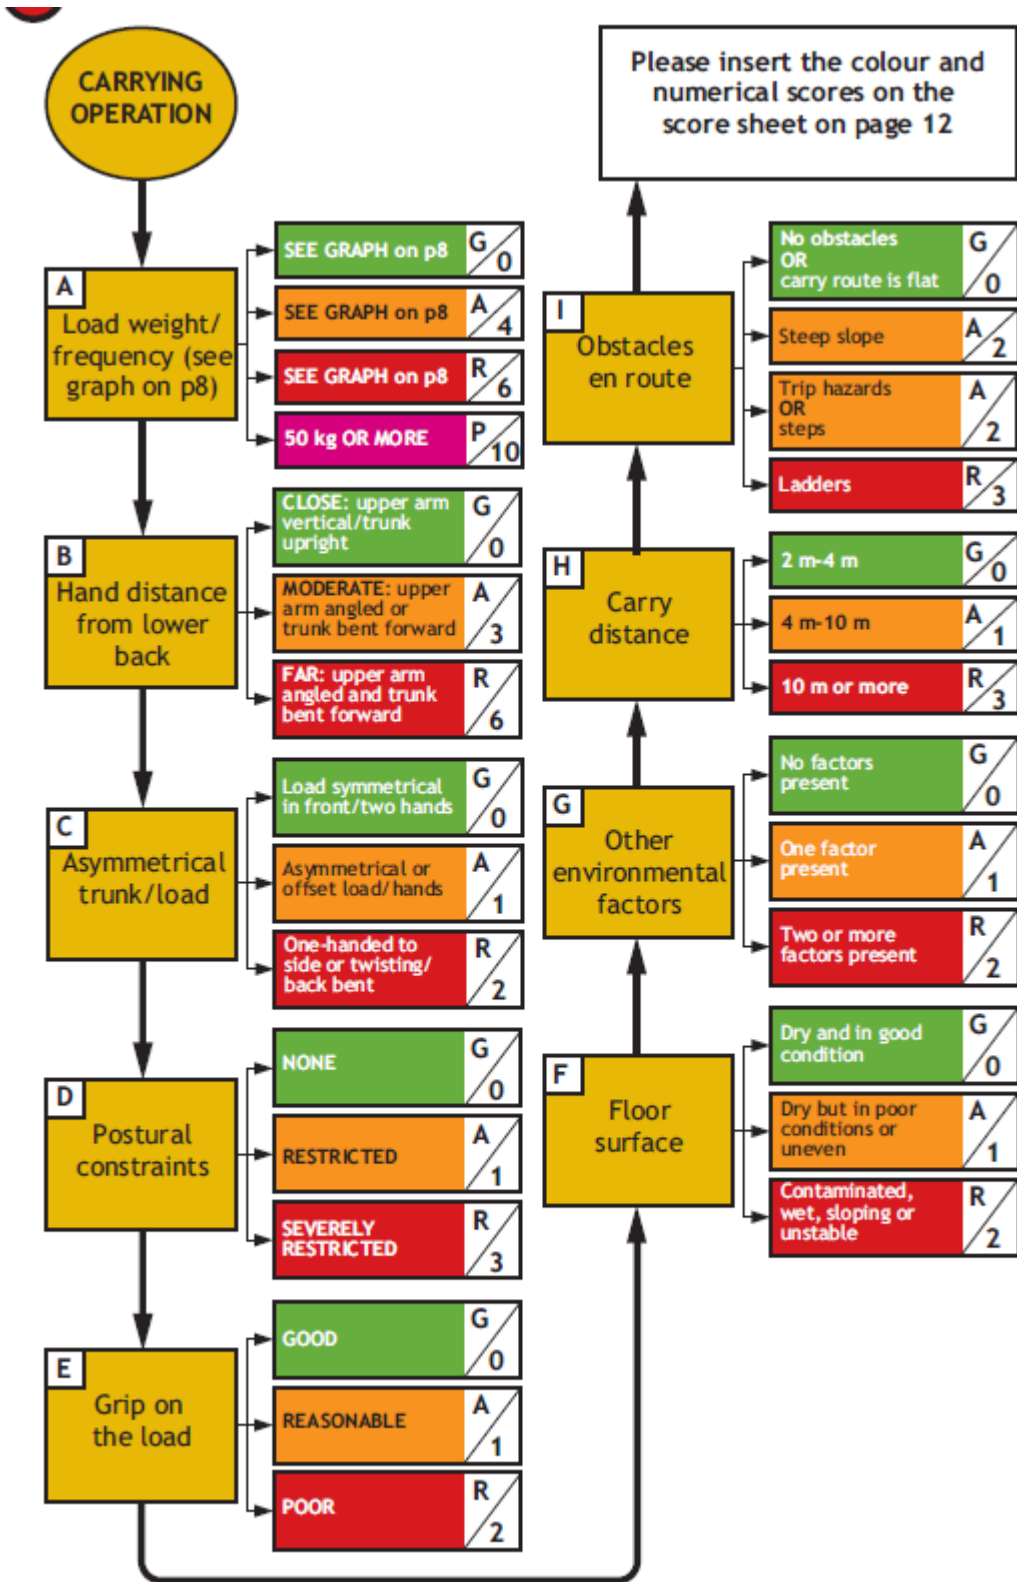 CARRYING
OPERATION
A
Load weight/
frequency (see
graph on p8)
SEE GRAPH on p8
G
0
SEE GRAPH on p8
A
4
SEE GRAPH on p8
R
6
50 kg OR MORE
P
10
B
Hand distance
from lower
back
CLOSE: upper arm
vertical/trunk
upright
G
0
MODERATE: upper
arm angled or
trunk bent forward
A
3
FAR: upper arm
angled and trunk
bent forward
R
6
C
Asymmetrical
trunk/load
Load symmetrical
in front/two hands
G
0
Asymmetrical or
offset load/hands
A
1
One-handed to
side or twisting/
back bent
R
2
D
Postural
constraints
NONE
G
0
RESTRICTED
A
1
SEVERELY
RESTRICTED
R
3
E
Grip on
the load
GOOD
G
0
REASONABLE
A
1
POOR
R
2
F
Floor
surface
Dry and in good
condition
G
0
Dry but in poor
conditions or
uneven
A
1
Contaminated,
wet, sloping or
unstable
R
2
G
Other
environmental
factors
No factors
present
G
0
One factor
present
A
1
Two or more
factors present
R
2
H
Carry
distance
2 m-4 m
G
0
4 m-10 m
A
1
10 m or more
R
3
I
Obstacles
en route
No obstacles
OR
carry route is flat
G
0
Steep slope
A
2
Trip hazards
OR
steps
A
2
Ladders
R
3
Please insert the colour and
numerical scores on the
score sheet on page 12